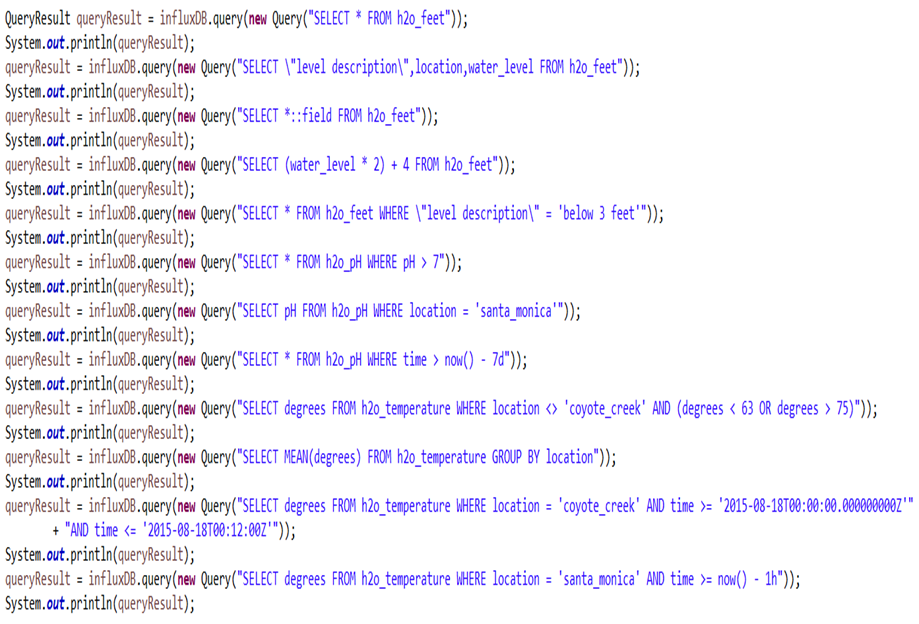 QueryResult queryResult = influxDB.query(new Query("SELECT * FROM h2o_feet"));
System.out.println(queryResult);
queryResult = influxDB.query(new Query("SELECT \"level description\",location,water_level FROM h2o_feet"));
System.out.println(queryResult);
queryResult = influxDB.query(new Query("SELECT *::field FROM h2o_feet"));
System.out.println(queryResult);
queryResult = influxDB.query(new Query("SELECT (water_level * 2) + 4 FROM h2o_feet"));
System.out.println(queryResult);
queryResult = influxDB.query(new Query("SELECT * FROM h2o_feet WHERE \"level description\" = 'below 3 feet'"));
System.out.println(queryResult);
queryResult = influxDB.query(new Query("SELECT * FROM h2o_pH WHERE pH > 7"));
System.out.println(queryResult);
queryResult = influxDB.query(new Query("SELECT pH FROM h2o_pH WHERE location = 'santa_monica'"));
System.out.println(queryResult);
queryResult = influxDB.query(new Query("SELECT * FROM h2o_pH WHERE time > now() - 7d"));
System.out.println(queryResult);
queryResult = influxDB.query(new Query("SELECT degrees FROM h2o_temperature WHERE location <> 'coyote_creek' AND (degrees < 63 OR degrees > 75)"));
System.out.println(queryResult);
queryResult = influxDB.query(new Query("SELECT MEAN(degrees) FROM h2o_temperature GROUP BY location"));
System.out.println(queryResult);
queryResult = influxDB.query(new Query("SELECT degrees FROM h2o_temperature WHERE location = 'coyote_creek' AND time >= '2015-08-18T00:00:00.000000000Z'"
+ "AND time <= '2015-08-18T00:12:00Z'"));
System.out.println(queryResult);
queryResult = influxDB.query(new Query("SELECT degrees FROM h2o_temperature WHERE location = 'santa_monica' AND time >= now() - 1h"));
System.out.println(queryResult);